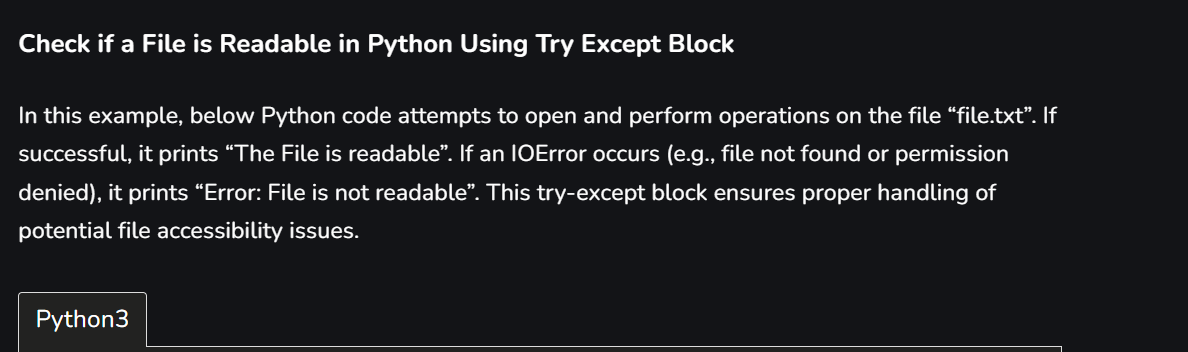 Check if a File is Readable in Python Using Try Except Block
In this example, below Python code attempts to open and perform operations on the file “file.txt”. If
successful, it prints “The File is readable”. If an IOError occurs (e.g., file not found or permission
denied), it prints “Error: File is not readable”. This try-except block ensures proper handling of
potential file accessibility issues.
Python3